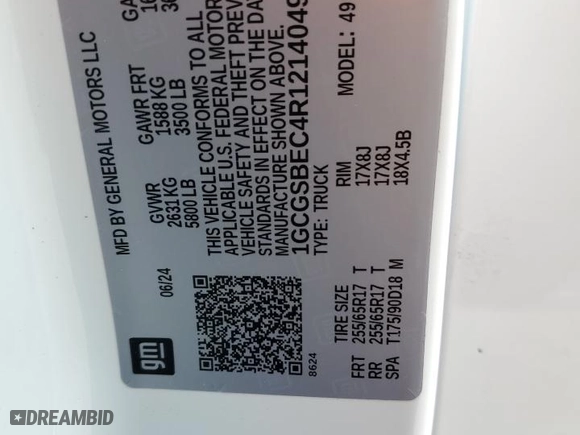 MFD BY GENERAL MOTORS LLC
GVWR
2631 KG
5800 LB
GAWR FRT
1588 KG
3500 LB
THIS VEHICLE CONFORMS TO ALL
APPLICABLE U.S. FEDERAL MOTOR
VEHICLE SAFETY AND THEFT PREV
STANDARDS IN EFFECT ON THE DA
MANUFACTURE SHOWN ABOVE.
1GCGSBEC4R1214049
TYPE: TRUCK
MODEL: 49
06/24
gm
8624
TIRE SIZE
RIM
FRT 255/65R17 T 17X8J
RR 255/65R17 T 17X8J
SPA T175/90D18 M 18X4.5B
DREAMBID